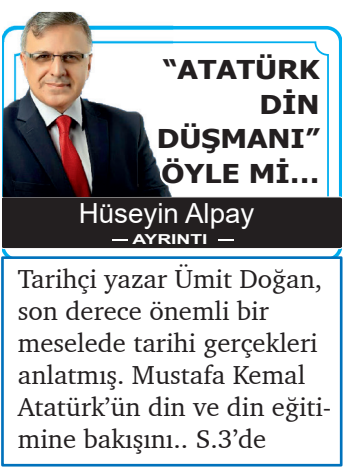 “ATATÜRK
DİN
DÜŞMANI”
ÖYLE Mİ...
Hüseyin Alpay
— AYRINTI —
Tarihçi yazar Ümit Doğan,
son derece önemli bir
meselede tarihi gerçekleri
anlatmış. Mustafa Kemal
Atatürk’ün din ve din eğiti-
mine bakışını.. S.3’de